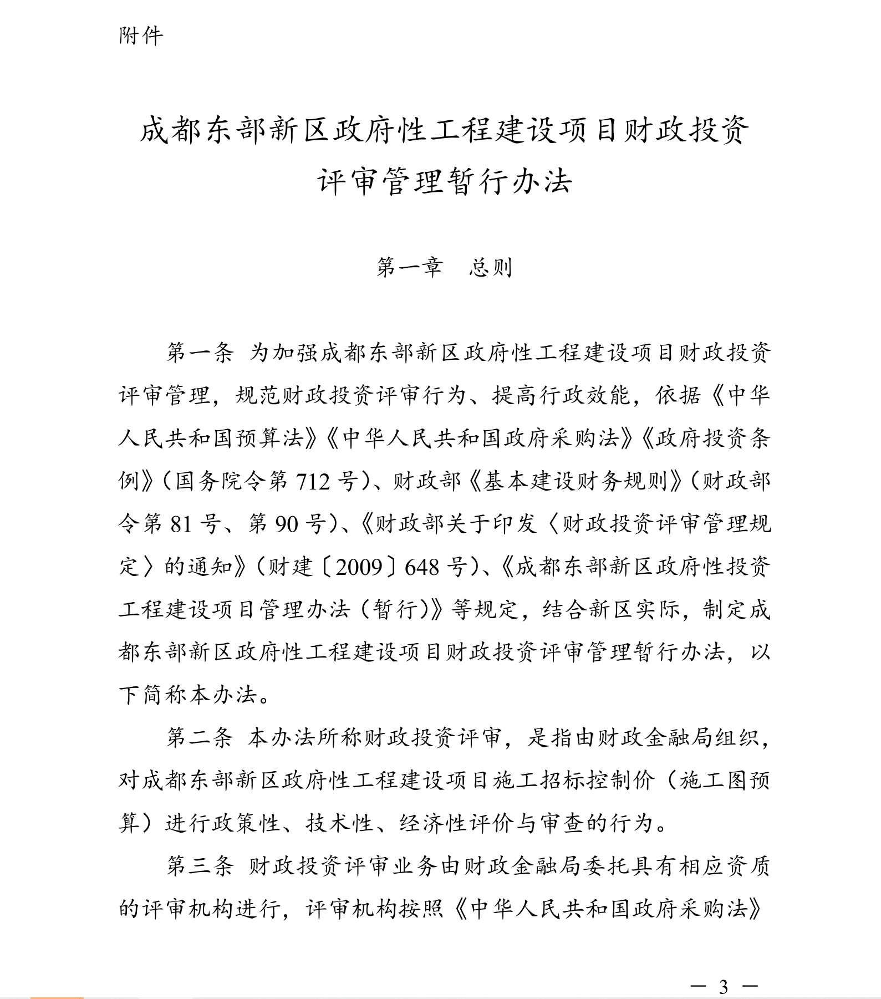 附件
成都东部新区政府性工程建设项目财政投资
评审管理暂行办法
第一章　总则
第一条 为加强成都东部新区政府性工程建设项目财政投资
评审管理，规范财政投资评审行为、提高行政效能，依据《中华
人民共和国预算法》《中华人民共和国政府采购法》《政府投资条
例》（国务院令第 712 号）、财政部《基本建设财务规则》（财政部
令第 81 号、第 90 号）、《财政部关于印发〈财政投资评审管理规
定〉的通知》（财建〔2009〕648 号）、《成都东部新区政府性投资
工程建设项目管理办法（暂行）》等规定，结合新区实际，制定成
都东部新区政府性工程建设项目财政投资评审管理暂行办法，以
下简称本办法。
第二条 本办法所称财政投资评审，是指由财政金融局组织，
对成都东部新区政府性工程建设项目施工招标控制价（施工图预
算）进行政策性、技术性、经济性评价与审查的行为。
第三条 财政投资评审业务由财政金融局委托具有相应资质
的评审机构进行，评审机构按照《中华人民共和国政府采购法》
— 3 —